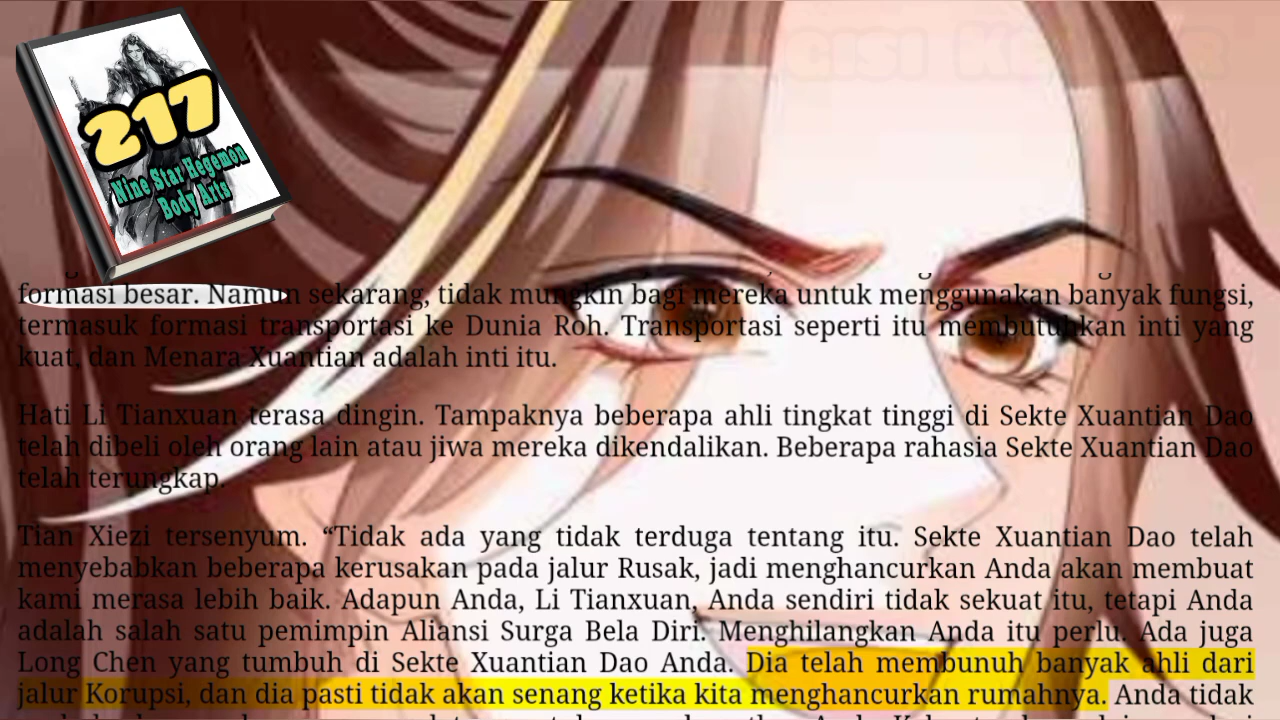 217
Nine Star Hegemon
Body Arts
formasi besar. Namun sekarang, tidak mungkin bagi mereka untuk menggunakan banyak fungsi,
termasuk formasi transportasi ke Dunia Roh. Transportasi seperti itu membutuhkan inti yang
kuat, dan Menara Xuantian adalah inti itu.
Hati Li Tianxuan terasa dingin. Tampaknya beberapa ahli tingkat tinggi di Sekte Xuantian Dao
telah dibeli oleh orang lain atau jiwa mereka dikendalikan. Beberapa rahasia Sekte Xuantian Dao
telah terungkap.
Tian Xiezi tersenyum. “Tidak ada yang tidak terduga tentang itu. Sekte Xuantian Dao telah
menyebabkan beberapa kerusakan pada jalur Rusak, jadi menghancurkan Anda akan membuat
kami merasa lebih baik. Adapun Anda, Li Tianxuan, Anda sendiri tidak sekuat itu, tetapi Anda
adalah salah satu pemimpin Aliansi Surga Bela Diri. Menghilangkan Anda itu perlu. Ada juga
Long Chen yang tumbuh di Sekte Xuantian Dao Anda. Dia telah membunuh banyak ahli dari
jalur Korupsi, dan dia pasti tidak akan senang ketika kita menghancurkan rumahnya. Anda tidak